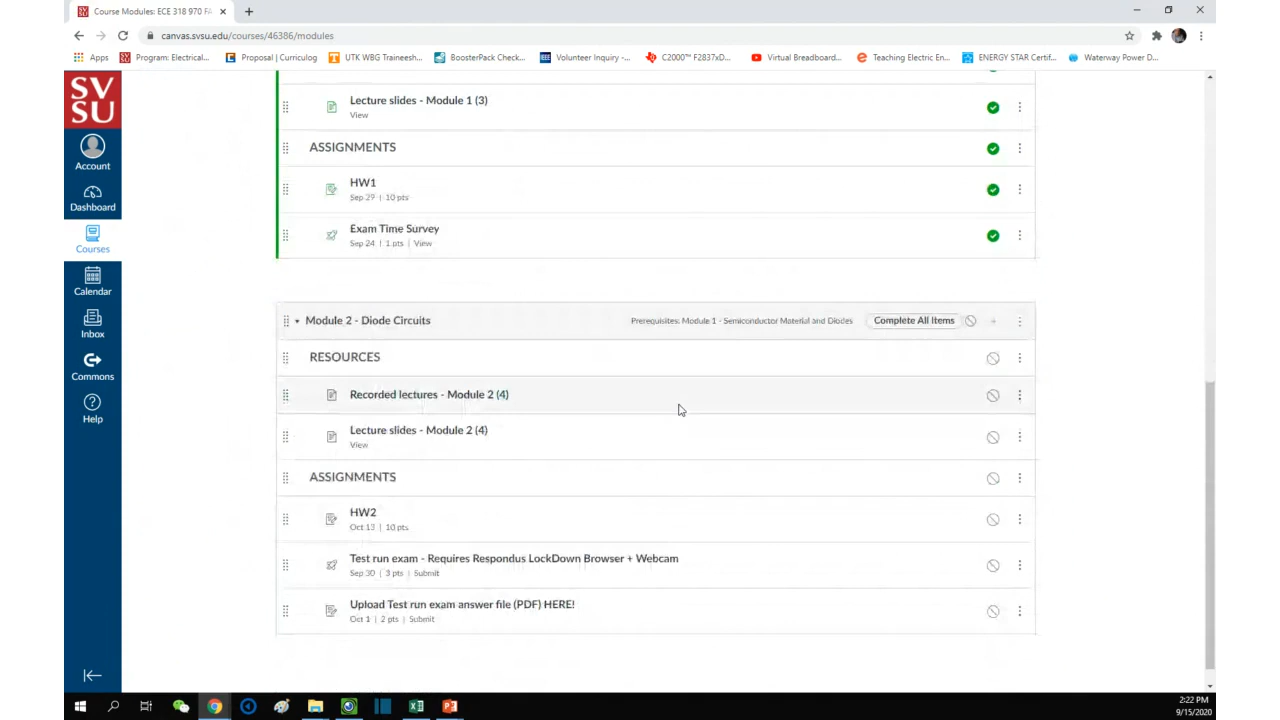 Course Modules: ECE 318 970 FA
canvas.svsu.edu/courses/46386/modules
Apps
Program: Electrical...
Proposal | Curriculog
UTK WBG Traineesh...
BoosterPack Check...
IEEE
Volunteer Inquiry -...
C2000™ F2837xD...
Virtual Breadboard...
Teaching Electric En...
ENERGY STAR Certif...
Waterway Power D...
SV
SU
Account
Dashboard
Courses
Calendar
Inbox
Commons
Help
Lecture slides - Module 1 (3)
View
ASSIGNMENTS
HW1
Sep 29 | 10 pts
Exam Time Survey
Sep 24 | 1 pts | View
Module 2 - Diode Circuits
Prerequisites: Module 1 - Semiconductor Material and Diodes
Complete All Items
RESOURCES
Recorded lectures - Module 2 (4)
Lecture slides - Module 2 (4)
View
ASSIGNMENTS
HW2
Oct 13 | 10 pts
Test run exam - Requires Respondus LockDown Browser + Webcam
Sep 30 | 3 pts | Submit
Upload Test run exam answer file (PDF) HERE!
Oct 1 | 2 pts | Submit
2:22 PM
9/15/2020